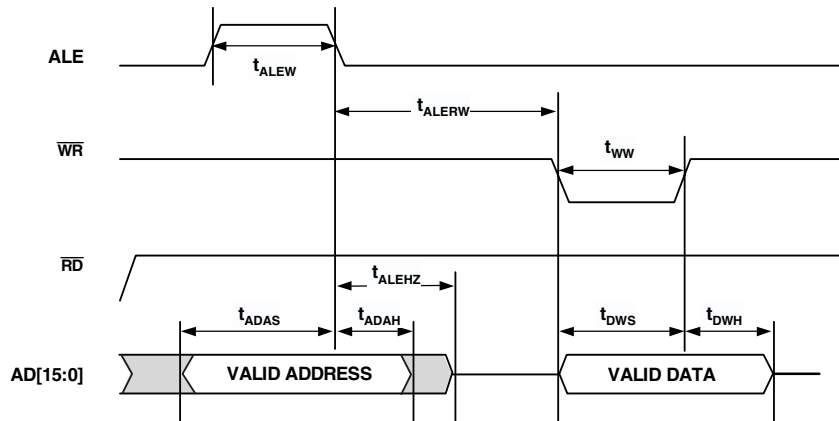 ALE
tALEW
tALERW
WR
tWW
RD
tALEHZ
tADAS
tADAH
tDWS
tDWH
AD[15:0]
VALID ADDRESS
VALID DATA